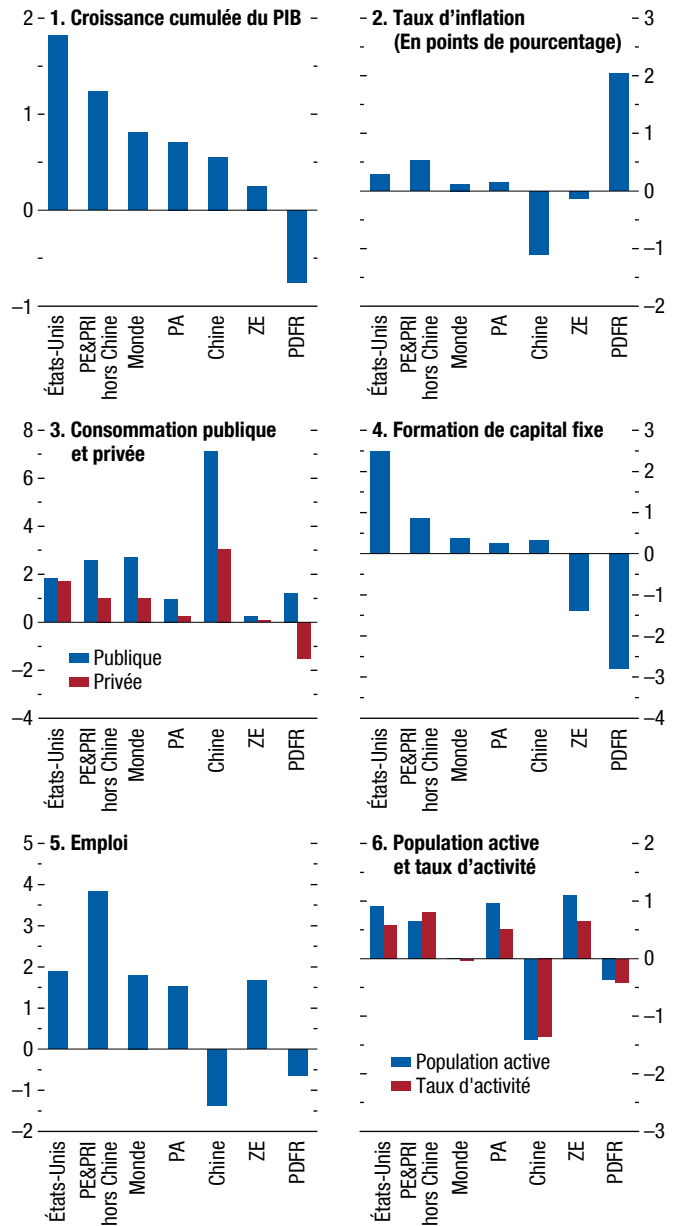 1. Croissance cumulée du PIB
2
1
0
–1
États-Unis
PE&PRI
hors Chine
Monde
PA
Chine
ZE
PDFR
2. Taux d’inflation
(En points de pourcentage)
3
2
1
0
–1
–2
États-Unis
PE&PRI
hors Chine
Monde
PA
Chine
ZE
PDFR
3. Consommation publique
et privée
8
6
4
2
0
–2
–4
Publique
Privée
États-Unis
PE&PRI
hors Chine
Monde
PA
Chine
ZE
PDFR
4. Formation de capital fixe
3
2
1
0
–1
–2
–3
–4
États-Unis
PE&PRI
hors Chine
Monde
PA
Chine
ZE
PDFR
5. Emploi
5
4
3
2
1
0
–1
–2
États-Unis
PE&PRI
hors Chine
Monde
PA
Chine
ZE
PDFR
6. Population active
et taux d’activité
2
1
0
–1
–2
–3
Population active
Taux d'activité
États-Unis
PE&PRI
hors Chine
Monde
PA
Chine
ZE
PDFR